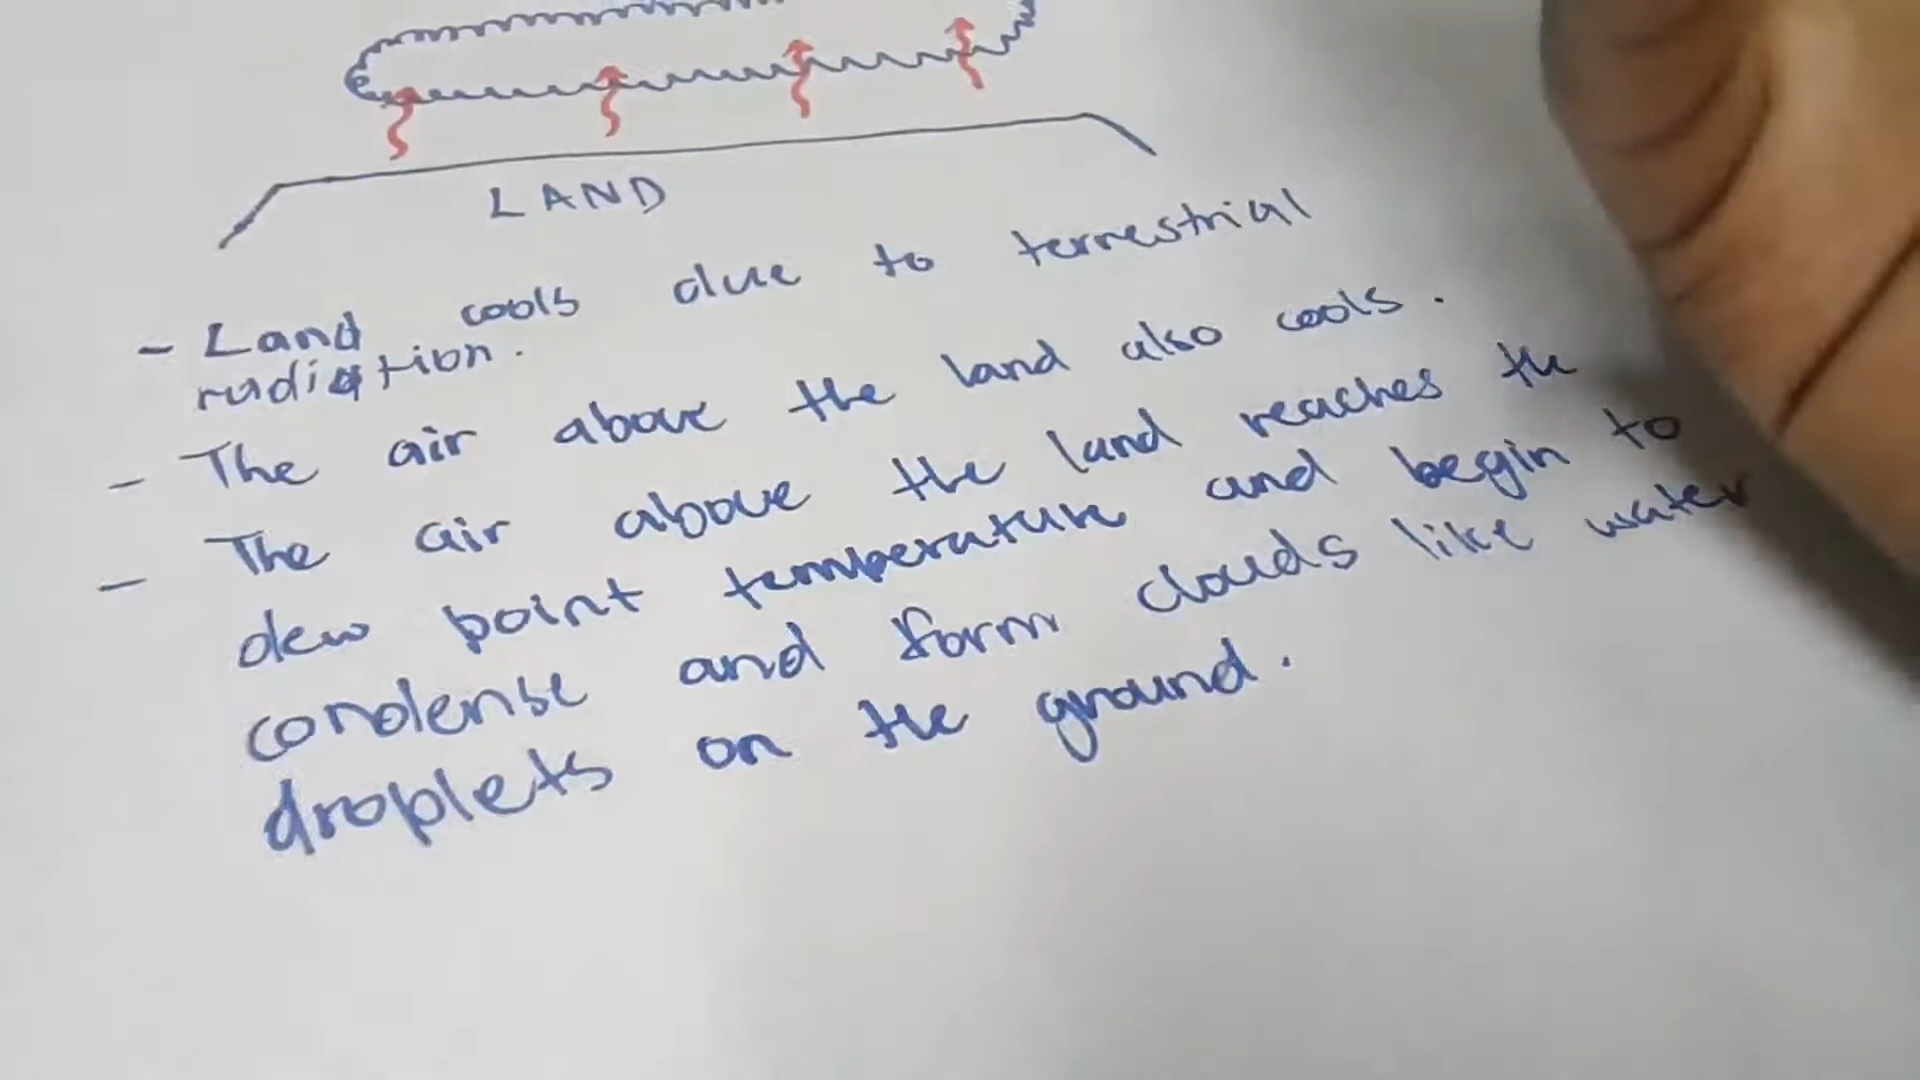 LAND
- Land cools due to terrestrial
radiation.
- The air above the land also cools.
- The air above the land reaches the
dew point temperature and begin to
condense and form clouds like water
droplets on the ground.